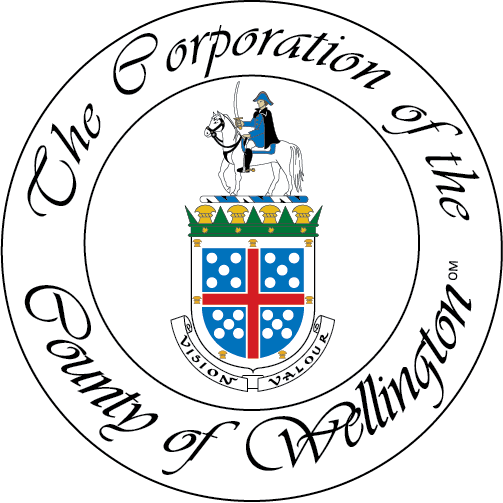 The Corporation of the
County of Wellington OM
VISION VALOUR